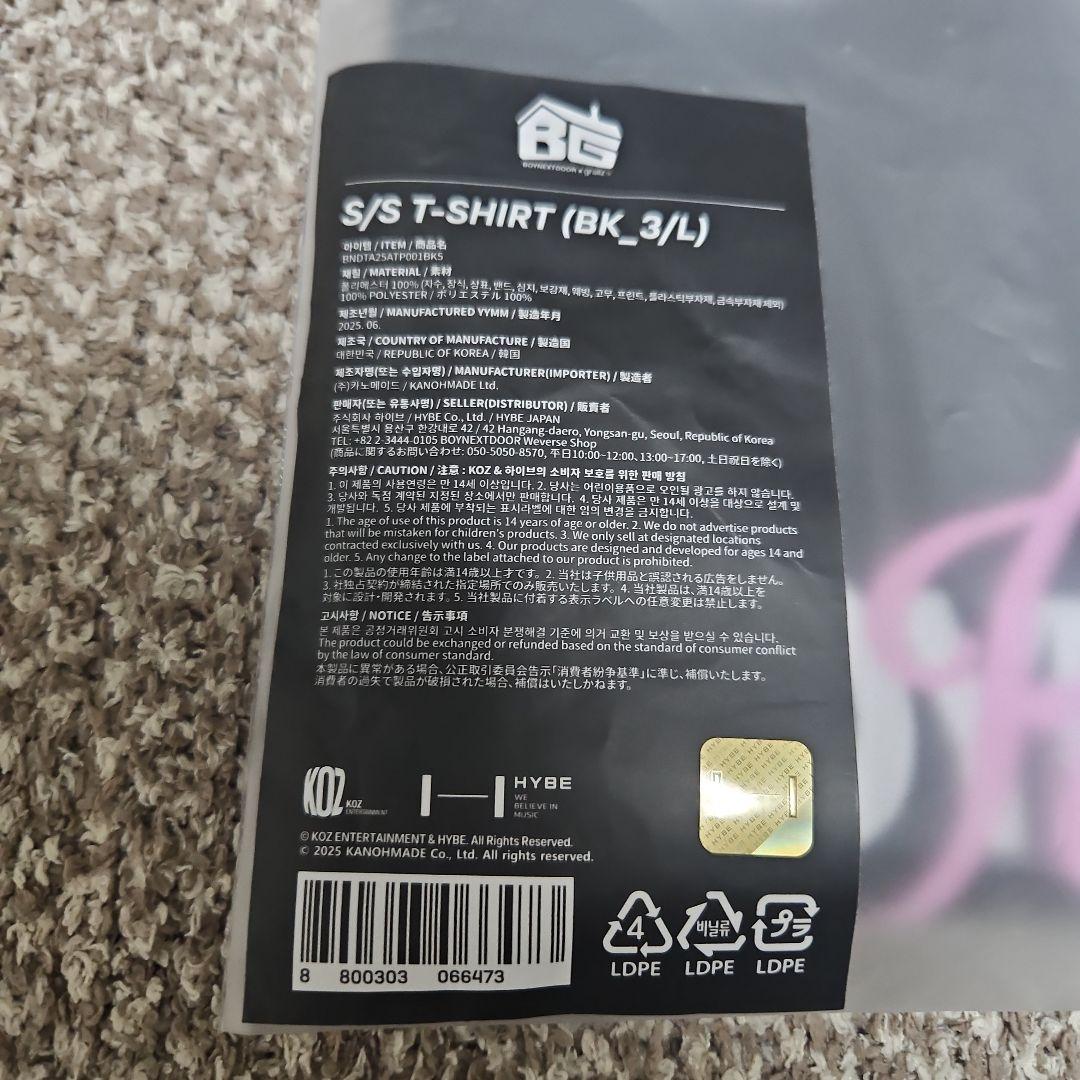 BG
BOYNEXTDOOR x
S/S T-SHIRT (BK_3/L)
아이템 / ITEM / 商品名
BNDTA25ATP001BK5
재질 / MATERIAL / 素材
폴리에스터 100% (자수, 장식, 상표, 밴드, 심지, 보강재, 웨빙, 고무, 프린트, 플라스틱부자재, 금속부자재 제외)
100% POLYESTER / ポリエステル 100%
제조년월 / MANUFACTURED YYMM / 製造年月
2025. 06.
제조국 / COUNTRY OF MANUFACTURE / 製造国
대한민국 / REPUBLIC OF KOREA / 韓国
제조자명(또는 수입자명) / MANUFACTURER(IMPORTER) / 製造者
(주)카노메이드 / KANOHMADE Ltd.
판매자(또는 유통사명) / SELLER(DISTRIBUTOR) / 販賣者
주식회사 하이브 / HYBE Co., Ltd. / HYBE JAPAN
서울특별시 용산구 한강대로 42 / 42 Hangang-daero, Yongsan-gu, Seoul, Republic of Korea
TEL: +82 2-3444-0105 BOYNEXTDOOR Weverse Shop
(商品に関するお問い合わせ: 050-5050-8570, 平日10:00~12:00、13:00~17:00, 土日祝日を除く)
주의사항 / CAUTION / 注意 : KOZ & 하이브의 소비자 보호를 위한 판매 방침
1. 이 제품의 사용연령은 만 14세 이상입니다. 2. 당사는 어린이용품으로 오인될 광고를 하지 않습니다.
3. 당사와 독점 계약된 지정된 장소에서만 판매합니다. 4. 당사 제품은 만 14세 이상을 대상으로 설계 및
개발됩니다. 5. 당사 제품에 부착되는 표시라벨에 대한 임의 변경을 금지합니다.
1. The age of use of this product is 14 years of age or older. 2. We do not advertise products
that will be mistaken for children's products. 3. We only sell at designated locations
contracted exclusively with us. 4. Our products are designed and developed for ages 14 and
older. 5. Any change to the label attached to our product is prohibited.
1.この製品の使用年齢は満14歳以上才です。2. 当社は子供用品と誤認される広告をしません。
3. 社独占契約が締結された指定場所でのみ販売いたします。4. 当社製品は、満14歳以上を
対象に設計・開発されます。5. 当社製品に付着する表示ラベルへの任意変更は禁止します。
고시사항 / NOTICE / 告示事項
본 제품은 공정거래위원회 고시 소비자 분쟁해결 기준에 의거 교환 및 보상을 받으실 수 있습니다.
The product could be exchanged or refunded based on the standard of consumer conflict
by the law of consumer standard.
本製品に異常がある場合、公正取引委員会告示「消費者紛争基準」に準じ、補償いたします。
消費者の過失で製品が破損された場合、補償はいたしかねます。
KOZ KOZ ENTERTAINMENT
HYBE
WE
BELIEVE IN
MUSIC
© KOZ ENTERTAINMENT & HYBE. All Rights Reserved.
© 2025 KANOHMADE Co., Ltd. All rights reserved.
8 800303 066473
4 비닐류 プラ
LDPE LDPE LDPE